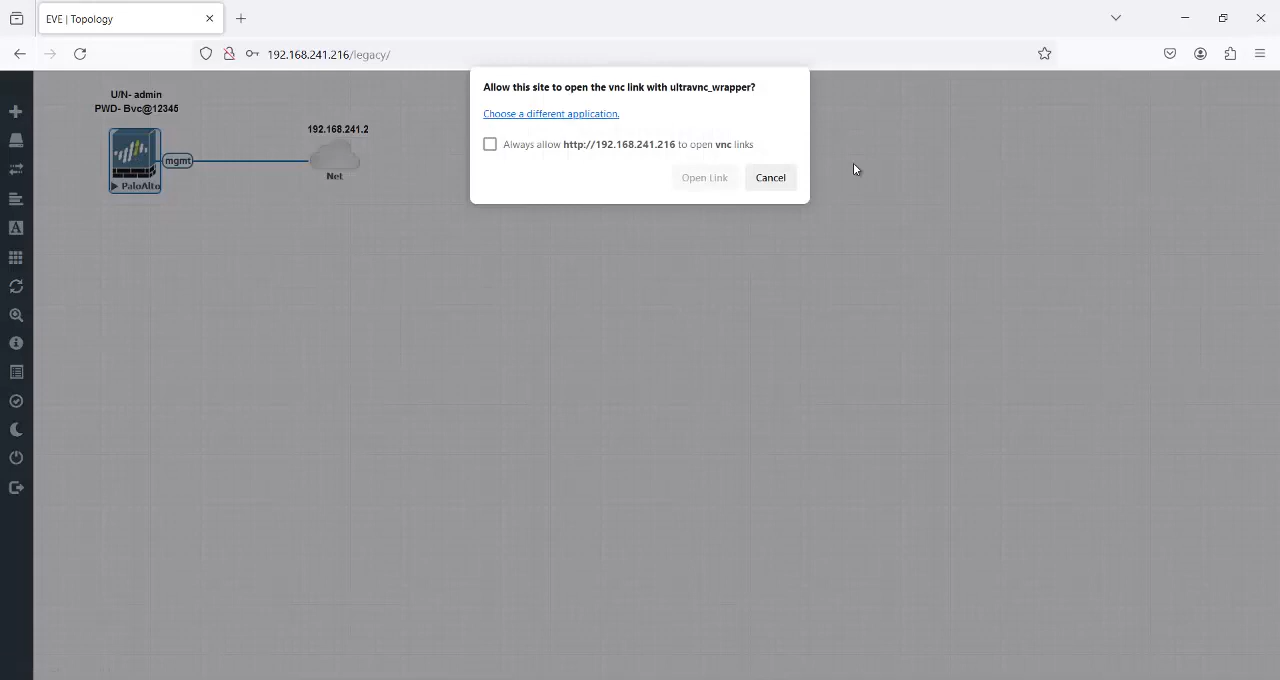 EVE | Topology
192.168.241.216/legacy/
Allow this site to open the vnc link with ultravnc_wrapper?
Choose a different application.
Always allow http://192.168.241.216 to open vnc links
Open Link
Cancel
U/N- admin
PWD- Bvc@12345
192.168.241.2
mgmt
PaloAlto
Net